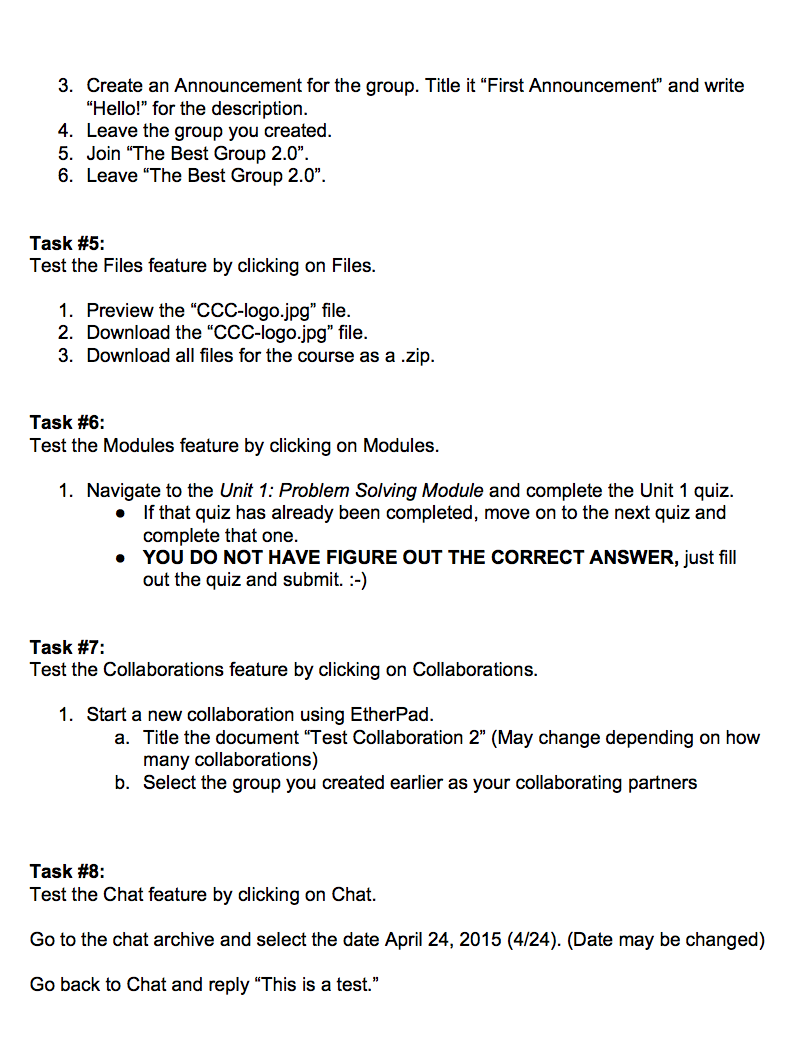 3. Create an Announcement for the group. Title it “First Announcement” and write
“Hello!” for the description.
4. Leave the group you created.
5. Join “The Best Group 2.0”.
6. Leave “The Best Group 2.0”.
Task #5:
Test the Files feature by clicking on Files.
1. Preview the “CCC-logo.jpg” file.
2. Download the “CCC-logo.jpg” file.
3. Download all files for the course as a .zip.
Task #6:
Test the Modules feature by clicking on Modules.
1. Navigate to the Unit 1: Problem Solving Module and complete the Unit 1 quiz.
● If that quiz has already been completed, move on to the next quiz and
complete that one.
● YOU DO NOT HAVE FIGURE OUT THE CORRECT ANSWER, just fill
out the quiz and submit. :-)
Task #7:
Test the Collaborations feature by clicking on Collaborations.
1. Start a new collaboration using EtherPad.
a. Title the document “Test Collaboration 2” (May change depending on how
many collaborations)
b. Select the group you created earlier as your collaborating partners
Task #8:
Test the Chat feature by clicking on Chat.
Go to the chat archive and select the date April 24, 2015 (4/24). (Date may be changed)
Go back to Chat and reply “This is a test.”